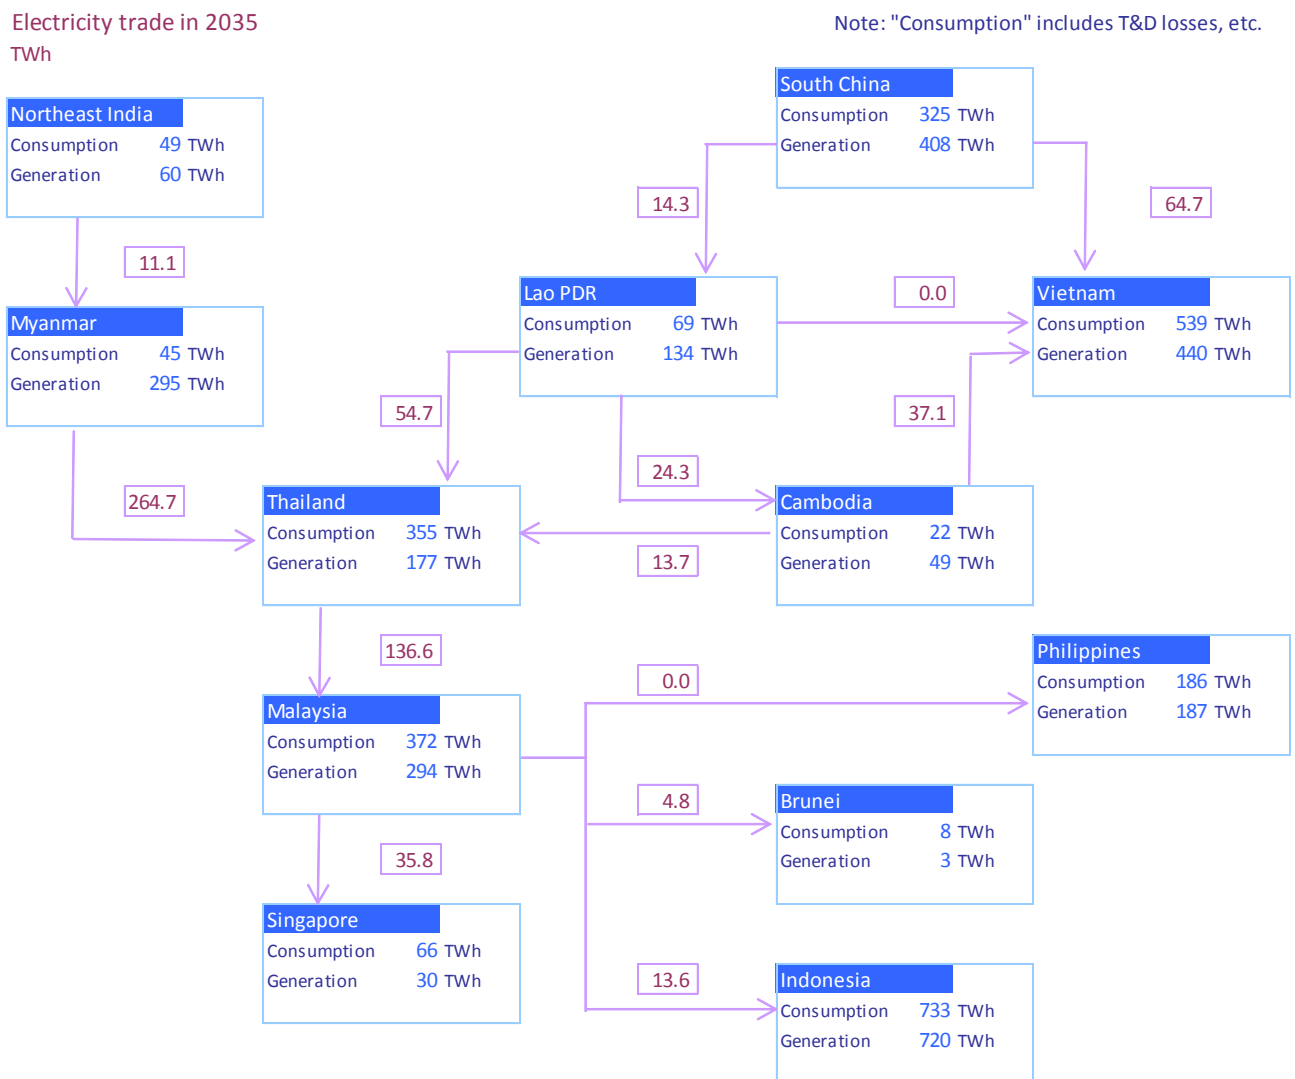 Electricity trade in 2035
TWh
Note: "Consumption" includes T&D losses, etc.
South China
Consumption 325 TWh
Generation 408 TWh
Northeast India
Consumption 49 TWh
Generation 60 TWh
14.3
64.7
11.1
Lao PDR
Consumption 69 TWh
Generation 134 TWh
0.0
Vietnam
Consumption 539 TWh
Generation 440 TWh
Myanmar
Consumption 45 TWh
Generation 295 TWh
54.7
37.1
24.3
264.7
Thailand
Consumption 355 TWh
Generation 177 TWh
13.7
Cambodia
Consumption 22 TWh
Generation 49 TWh
136.6
0.0
Philippines
Consumption 186 TWh
Generation 187 TWh
Malaysia
Consumption 372 TWh
Generation 294 TWh
4.8
Brunei
Consumption 8 TWh
Generation 3 TWh
35.8
Singapore
Consumption 66 TWh
Generation 30 TWh
13.6
Indonesia
Consumption 733 TWh
Generation 720 TWh